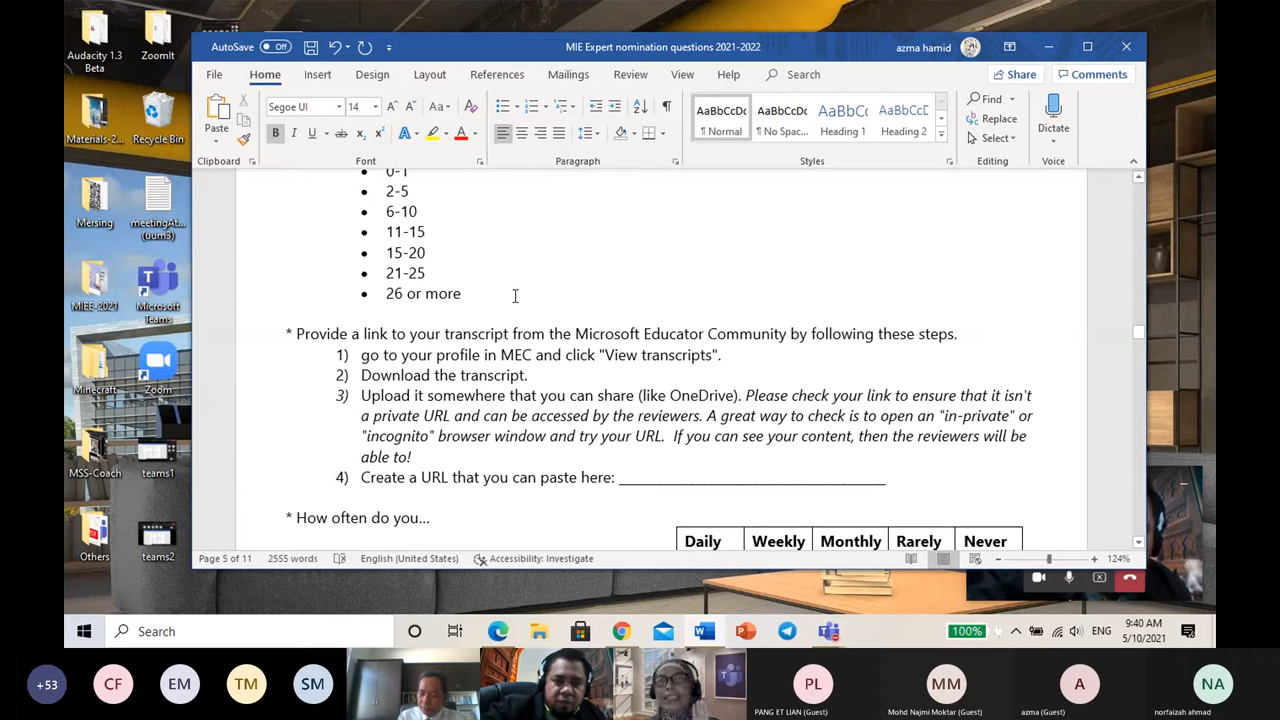 Audacity 1.3
Beta
ZoomIt
Materials-2...
Recycle Bin
Mersing
meetingAt...
(uum3)
MIEE-2021
Microsoft
Teams
Minecraft
Zoom
MSS-Coach
teams1
Others
teams2
AutoSave Off
MIE Expert nomination questions 2021-2022
azma hamid
File Home Insert Design Layout References Mailings Review View Help Search Share Comments
Paste
Segoe UI 14
Clipboard Font Paragraph Styles Editing Voice
AaBbCcDc AaBbCcDc AaBbC AaBbCcD
¶ Normal ¶ No Spac... Heading 1 Heading 2
Find
Replace
Select
Dictate
• 0-1
• 2-5
• 6-10
• 11-15
• 15-20
• 21-25
• 26 or more
* Provide a link to your transcript from the Microsoft Educator Community by following these steps.
1) go to your profile in MEC and click "View transcripts".
2) Download the transcript.
3) Upload it somewhere that you can share (like OneDrive). Please check your link to ensure that it isn't
a private URL and can be accessed by the reviewers. A great way to check is to open an "in-private" or
"incognito" browser window and try your URL. If you can see your content, then the reviewers will be
able to!
4) Create a URL that you can paste here: ________________________________
* How often do you...
Daily Weekly Monthly Rarely Never
Page 5 of 11 2555 words English (United States) Accessibility: Investigate 124%
Search
100% ENG
9:40 AM
5/10/2021
+53 CF EM TM SM PL MM A NA
PANG ET LIAN (Guest) Mohd Najmi Moktar (Guest) azma (Guest) norfaizah ahmad